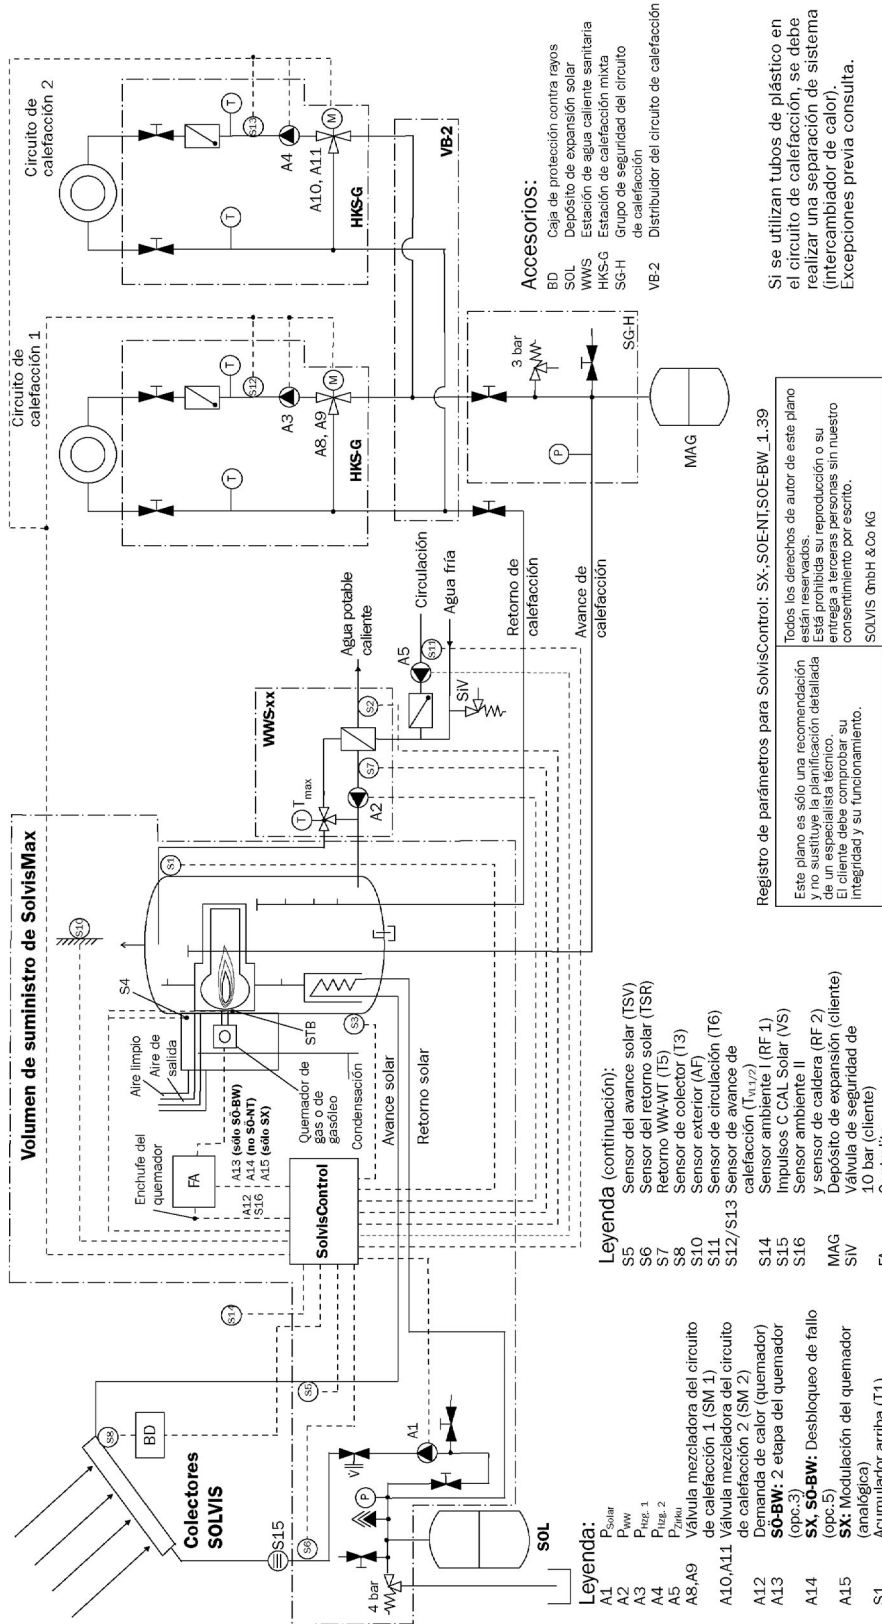 Volumen de suministro de SolvisMax
Colectores
SOLVIS
S8
BD
S15
S6
S5
S14
4 bar
P
V
A1
SOL
Enchufe del
quemador
Aire limpio
Aire de
salida
S4
S10
S1
FA
A12
S16
A13 (sólo SÖ-BW)
A14 (no SÖ-NT)
A15 (sólo SX)
SolvisControl
Quemador de
gas o de
gasóleo
STB
S3
Condensación
Avance solar
Retorno solar
WWS-xx
T
Tmax
A2
S7
S2
Agua potable
caliente
A5
S11
Circulación
Agua fría
SiV
Retorno de
calefacción
Avance de
calefacción
Circuito de
calefacción 1
T
T
S12
A3
M
A8, A9
HKS-G
Circuito de
calefacción 2
T
T
S13
A4
M
A10, A11
HKS-G
VB-2
P
3 bar
SG-H
MAG
Accesorios:
BD Caja de protección contra rayos
SOL Depósito de expansión solar
WWS Estación de agua caliente sanitaria
HKS-G Estación de calefacción mixta
SG-H Grupo de seguridad del circuito
de calefacción
VB-2 Distribuidor del circuito de calefacción
Si se utilizan tubos de plástico en
el circuito de calefacción, se debe
realizar una separación de sistema
(intercambiador de calor).
Excepciones previa consulta.
Leyenda:
A1 PSolar
A2 PWW
A3 PHzg. 1
A4 PHzg. 2
A5 PZirku
A8,A9 Válvula mezcladora del circuito
de calefacción 1 (SM 1)
A10,A11 Válvula mezcladora del circuito
de calefacción 2 (SM 2)
A12 Demanda de calor (quemador)
A13 SÖ-BW: 2 etapa del quemador
(opc.3)
A14 SX, SÖ-BW: Desbloqueo de fallo
(opc.5)
A15 SX: Modulación del quemador
(analógica)
S1 Acumulador arriba (T1)
Leyenda (continuación):
S5 Sensor del avance solar (TSV)
S6 Sensor del retorno solar (TSR)
S7 Retorno WW-WT (T5)
S8 Sensor de colector (T3)
S10 Sensor exterior (AF)
S11 Sensor de circulación (T6)
S12/S13 Sensor de avance de
calefacción (TVL1/2)
S14 Sensor ambiente I (RF 1)
S15 Impulsos C CAL Solar (VS)
S16 Sensor ambiente II
y sensor de caldera (RF 2)
MAG Depósito de expansión (cliente)
SiV Válvula de seguridad de
10 bar (cliente)
FA
Registro de parámetros para SolvisControl: SX-,SOE-NT,SOE-BW_1.39
Este plano es sólo una recomendación
y no sustituye la planificación detallada
de un especialista técnico.
El cliente debe comprobar su
integridad y su funcionamiento.
Todos los derechos de autor de este plano
están reservados.
Está prohibida su reproducción o su
entrega a terceras personas sin nuestro
consentimiento por escrito.
SOLVIS GmbH & Co KG